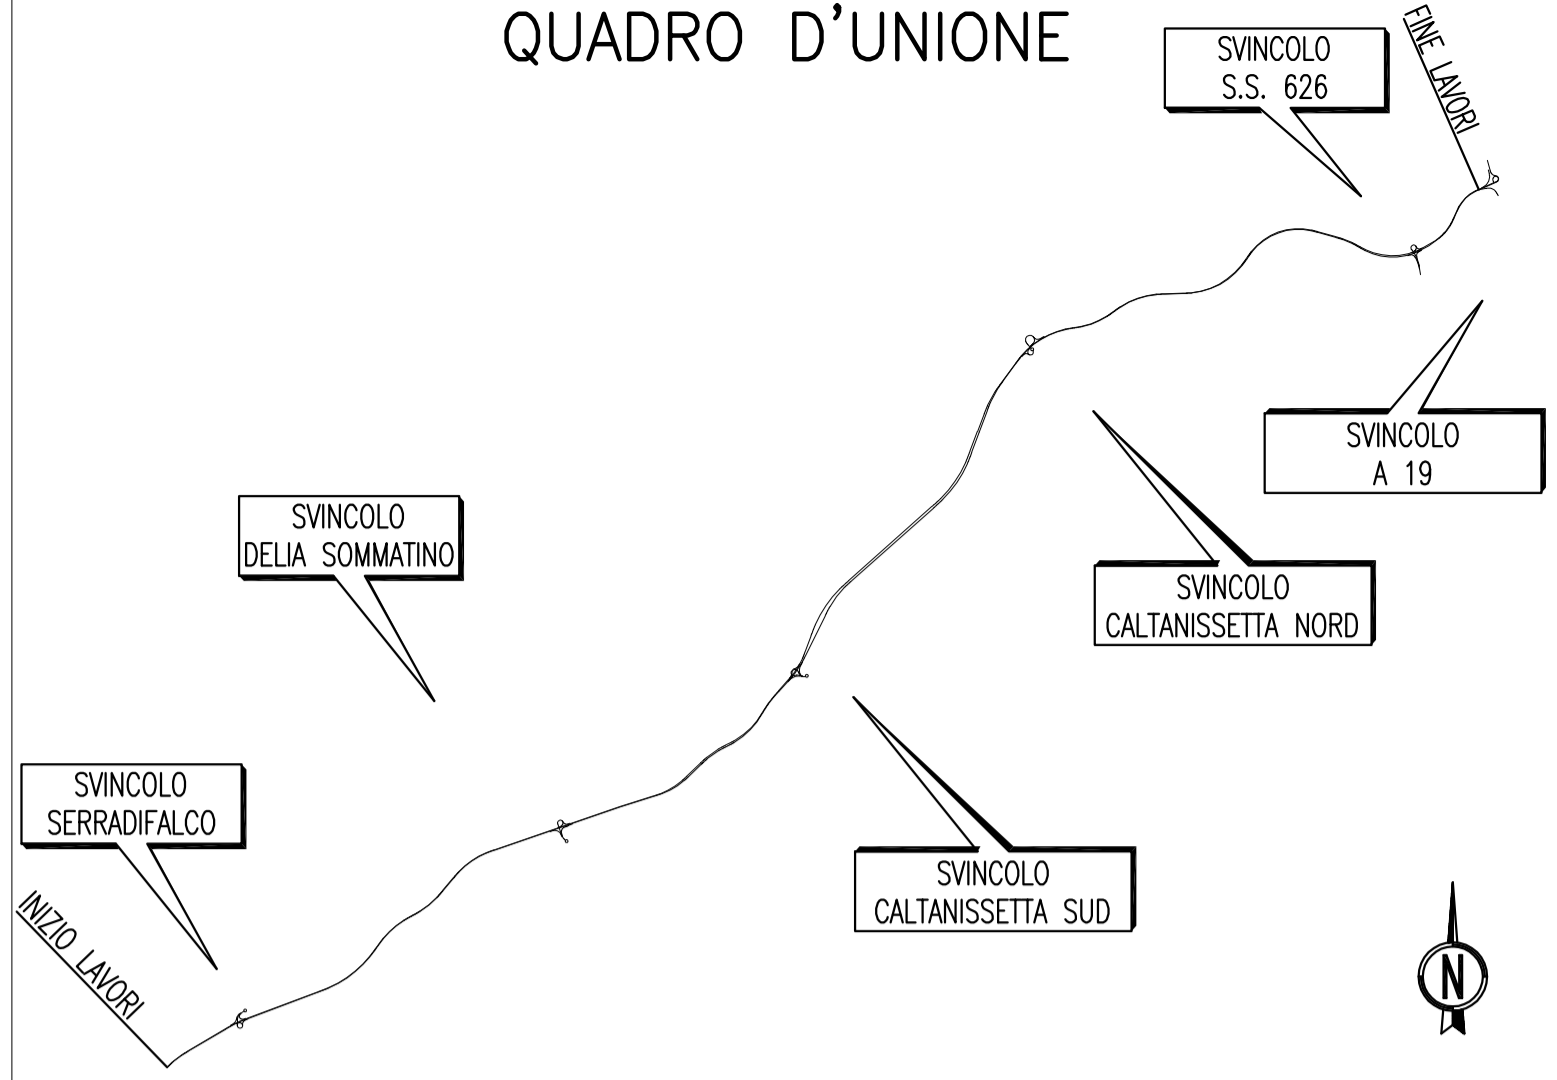 QUADRO D'UNIONE
SVINCOLO
S.S. 626
FINE LAVORI
SVINCOLO
A 19
SVINCOLO
DELIA SOMMATINO
SVINCOLO
CALTANISSETTA NORD
SVINCOLO
SERRADIFALCO
SVINCOLO
CALTANISSETTA SUD
INIZIO LAVORI
N